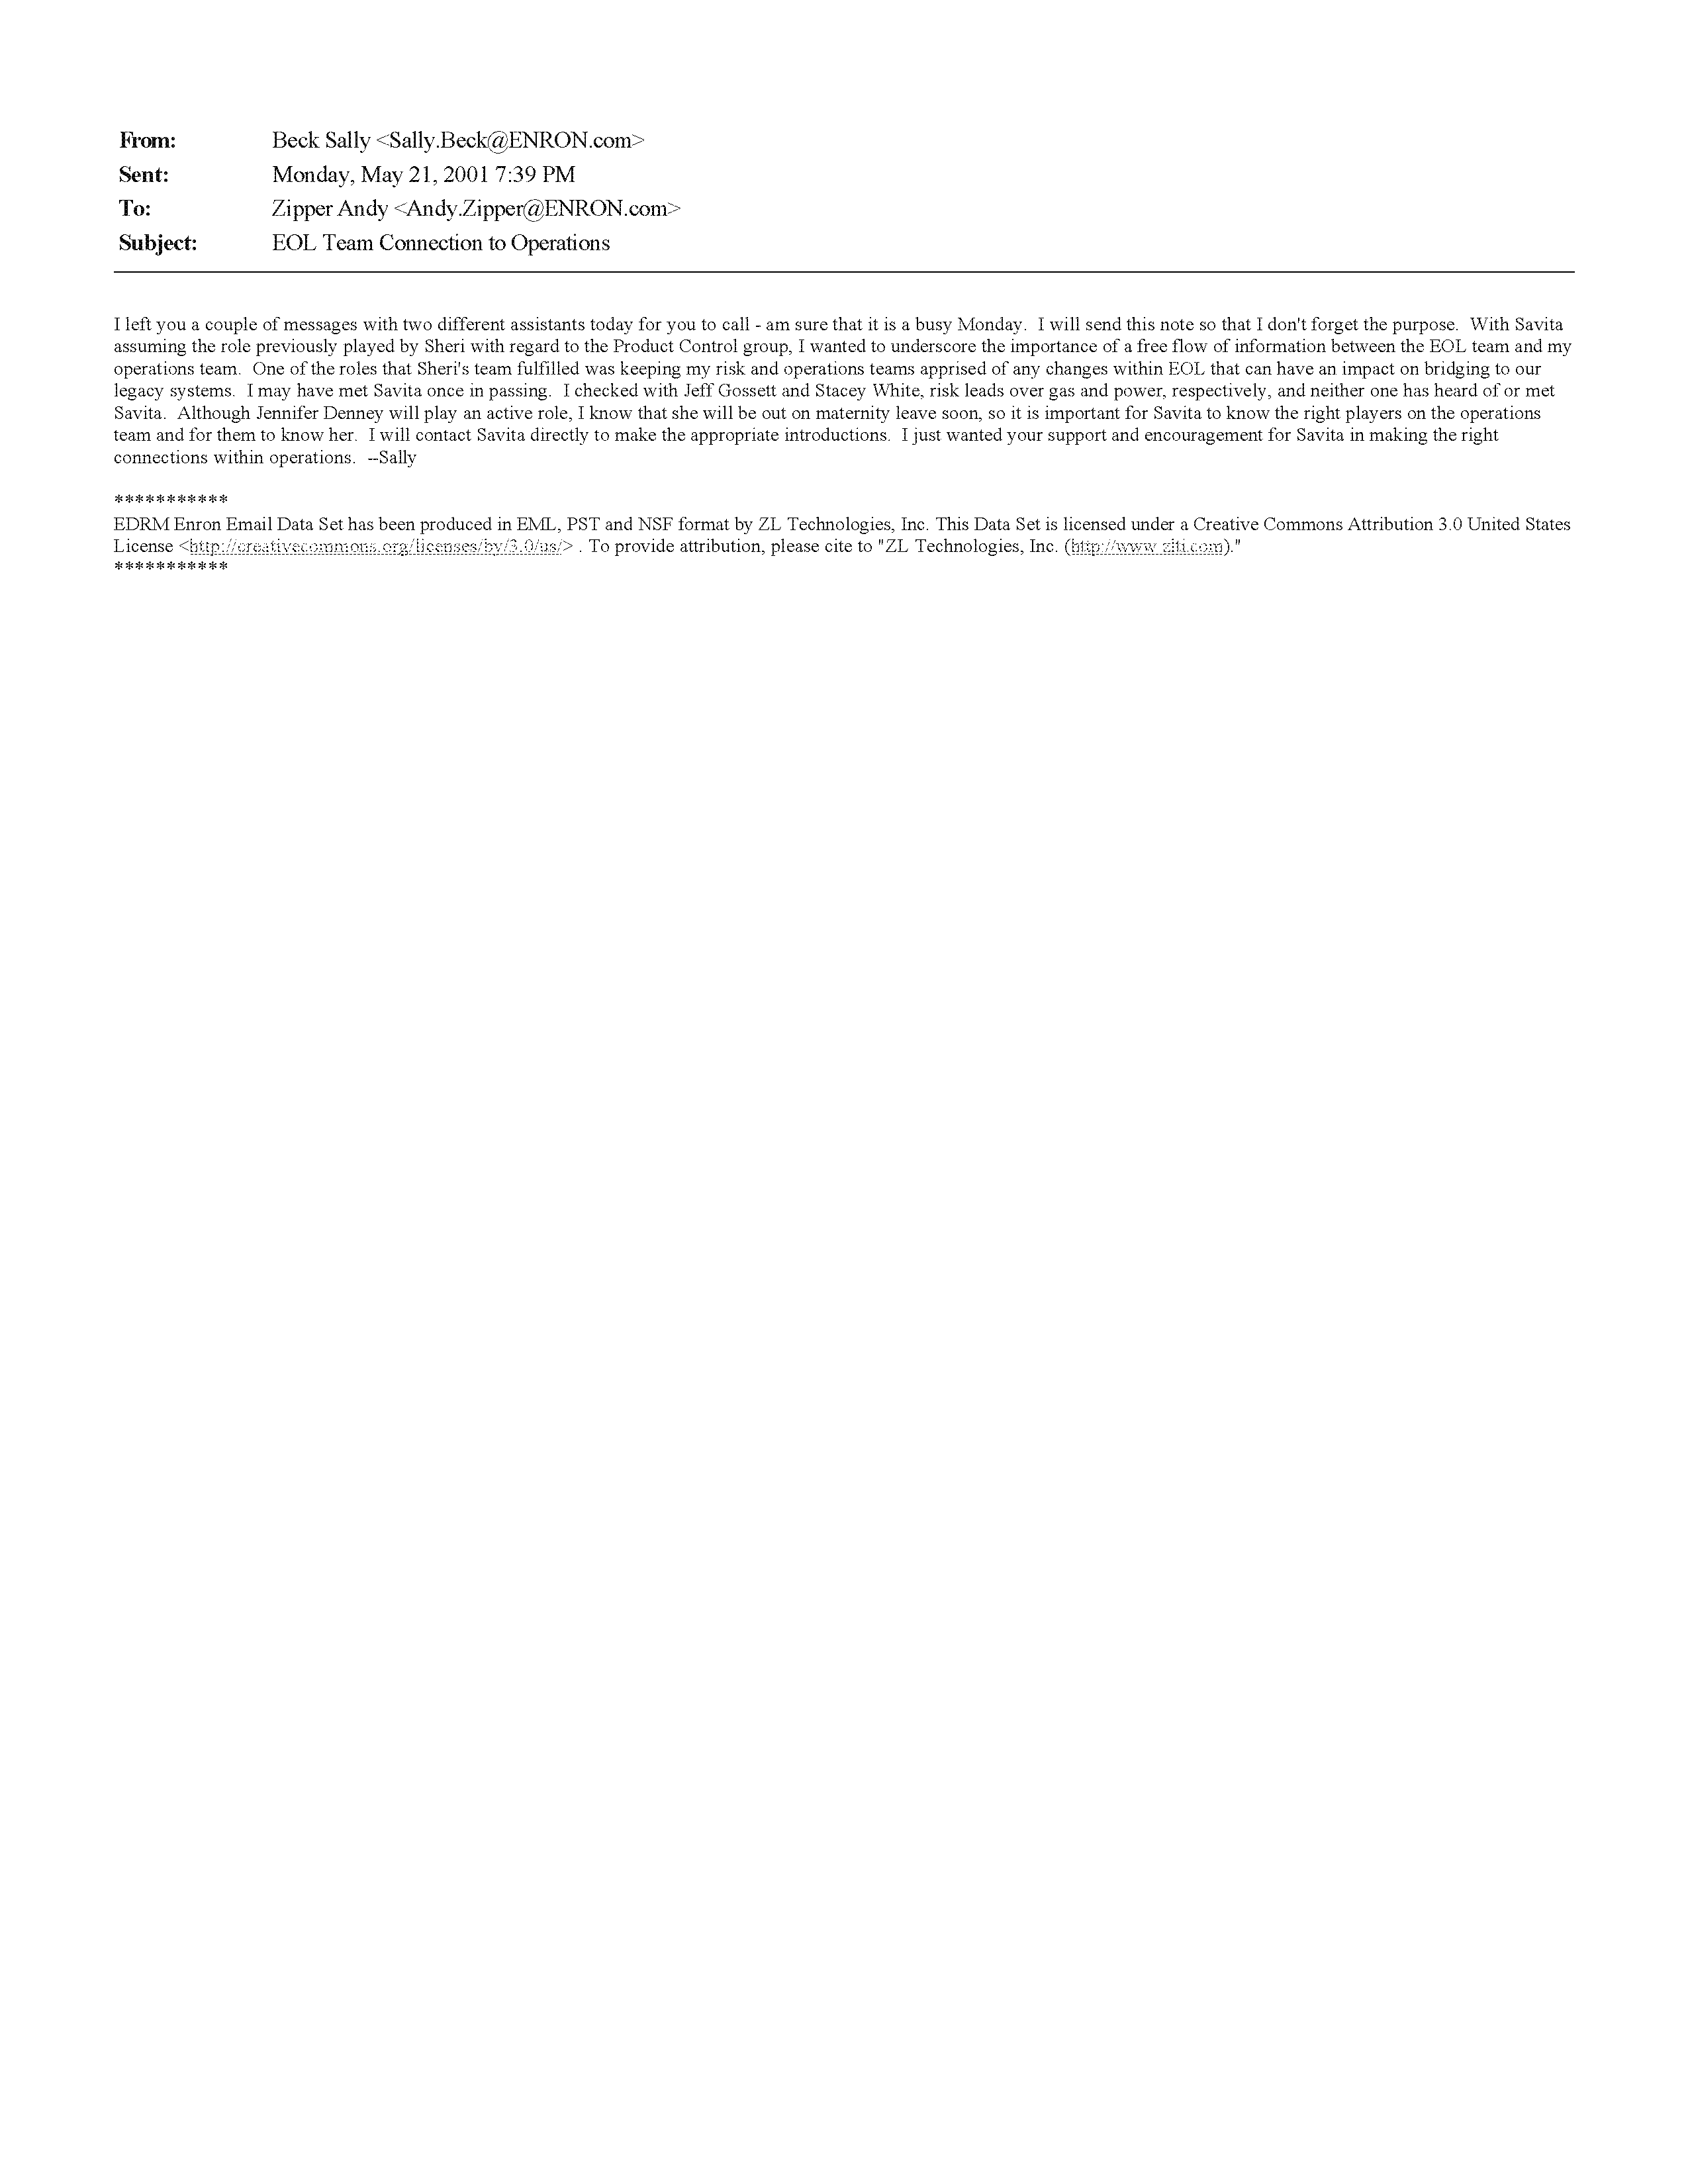 From: Beck Sally <Sally.Beck@ENRON.com>
Sent: Monday, May 21, 2001 7:39 PM
To: Zipper Andy <Andy.Zipper@ENRON.com>
Subject: EOL Team Connection to Operations
I left you a couple of messages with two different assistants today for you to call - am sure that it is a busy Monday.  I will send this note so that I don't forget the purpose.  With Savita
assuming the role previously played by Sheri with regard to the Product Control group, I wanted to underscore the importance of a free flow of information between the EOL team and my
operations team.  One of the roles that Sheri's team fulfilled was keeping my risk and operations teams apprised of any changes within EOL that can have an impact on bridging to our
legacy systems.  I may have met Savita once in passing.  I checked with Jeff Gossett and Stacey White, risk leads over gas and power, respectively, and neither one has heard of or met
Savita.  Although Jennifer Denney will play an active role, I know that she will be out on maternity leave soon, so it is important for Savita to know the right players on the operations
team and for them to know her.  I will contact Savita directly to make the appropriate introductions.  I just wanted your support and encouragement for Savita in making the right
connections within operations.  --Sally
***********
EDRM Enron Email Data Set has been produced in EML, PST and NSF format by ZL Technologies, Inc. This Data Set is licensed under a Creative Commons Attribution 3.0 United States
License <http://creativecommons.org/licenses/by/3.0/us/> . To provide attribution, please cite to "ZL Technologies, Inc. (http://www.zlti.com)."
***********